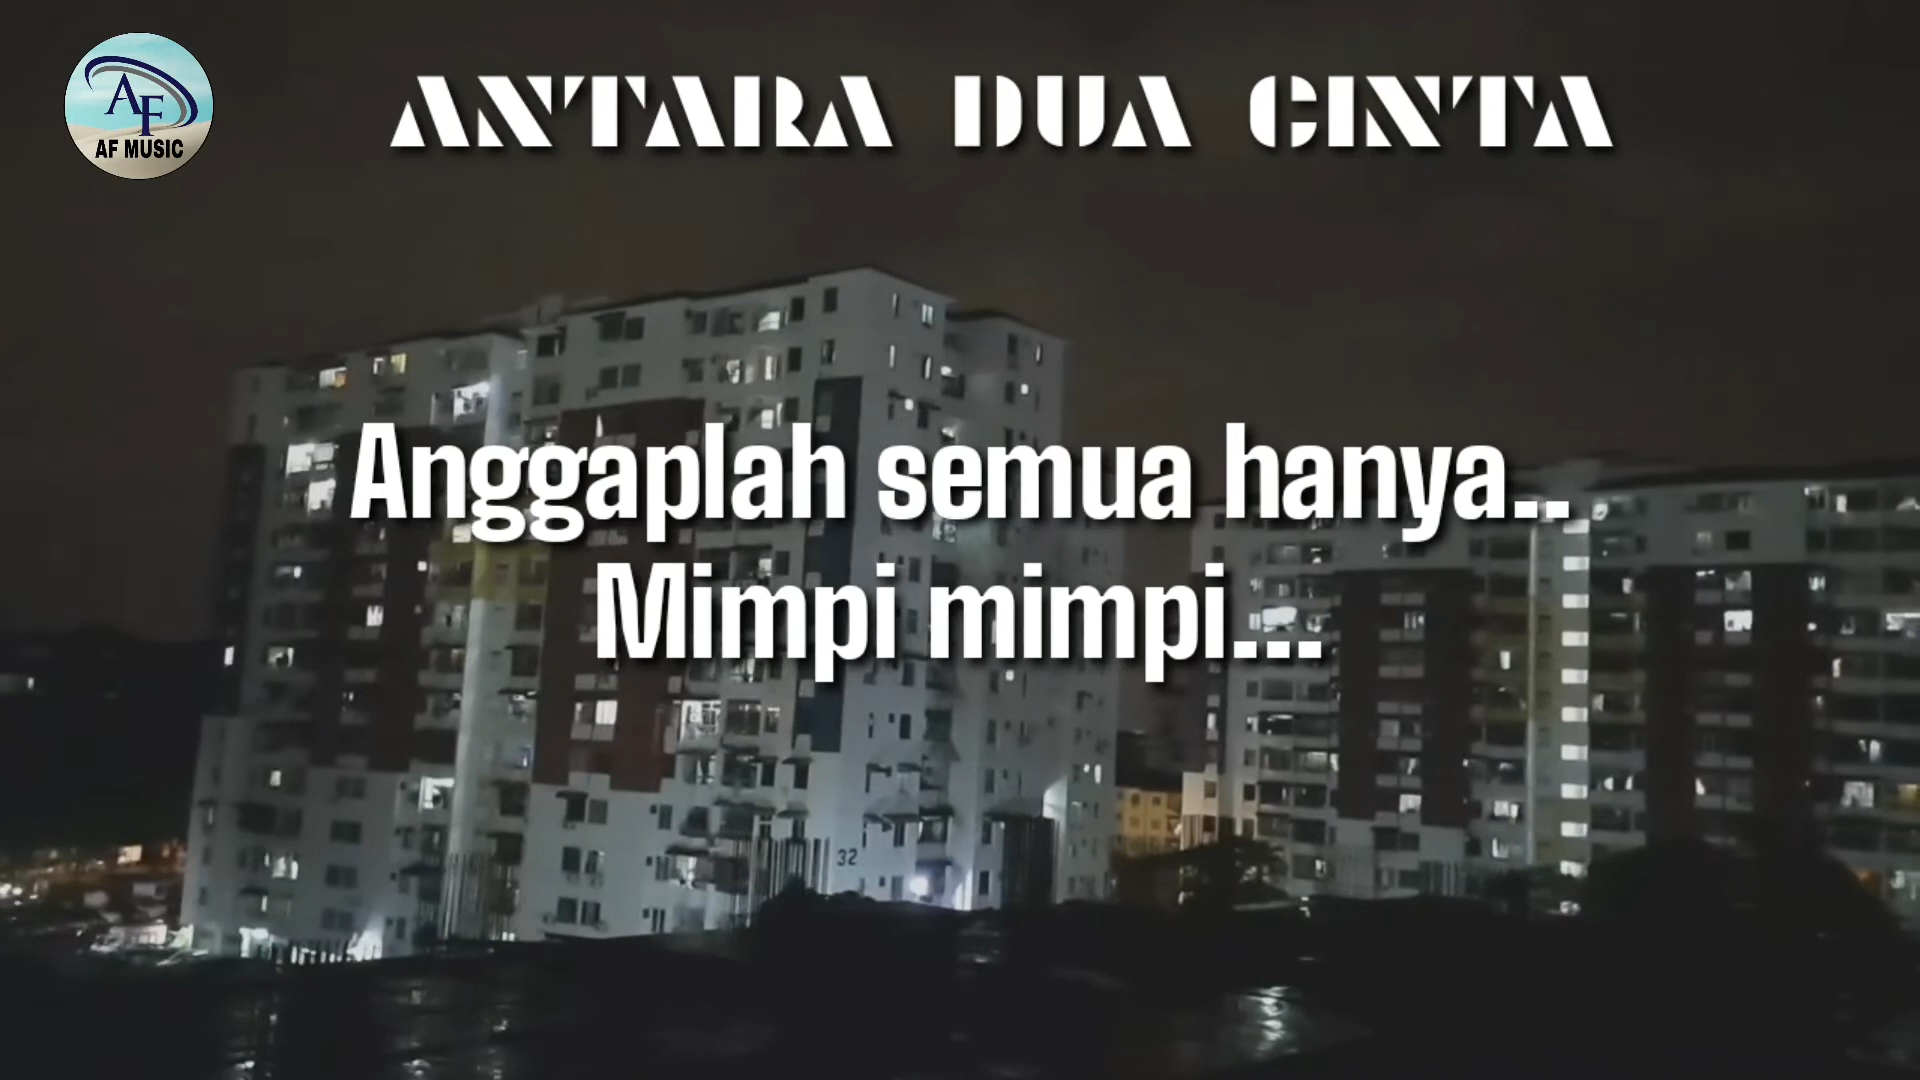 AF
AF MUSIC
ANTARA DUA CINTA
Anggaplah semua hanya..
Mimpi mimpi...
32